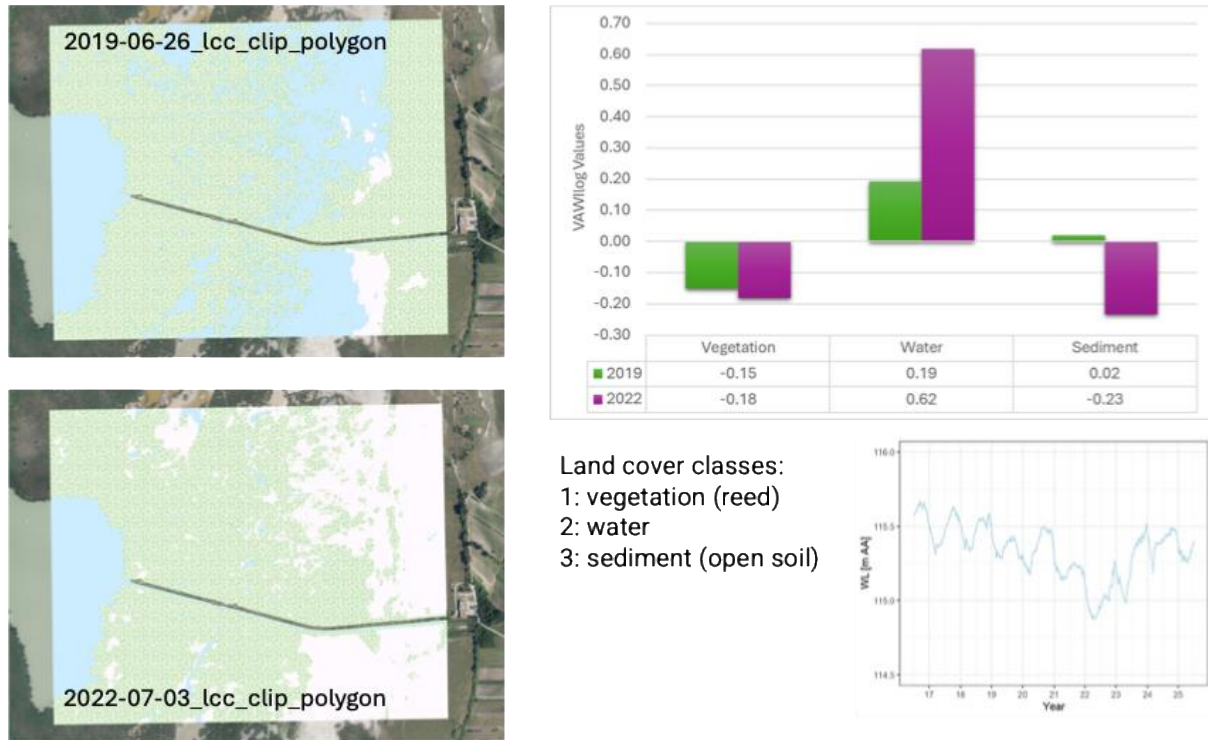 2019-06-26_lcc_clip_polygon
2022-07-03_lcc_clip_polygon
VAWIlog Values
0.70
0.60
0.50
0.40
0.30
0.20
0.10
0.00
-0.10
-0.20
-0.30
Vegetation Water Sediment
2019 -0.15 0.19 0.02
2022 -0.18 0.62 -0.23
Land cover classes:
1: vegetation (reed)
2: water
3: sediment (open soil)
WL [m AA]
116.0
115.5
115.0
114.5
17 18 19 20 21 22 23 24 25
Year